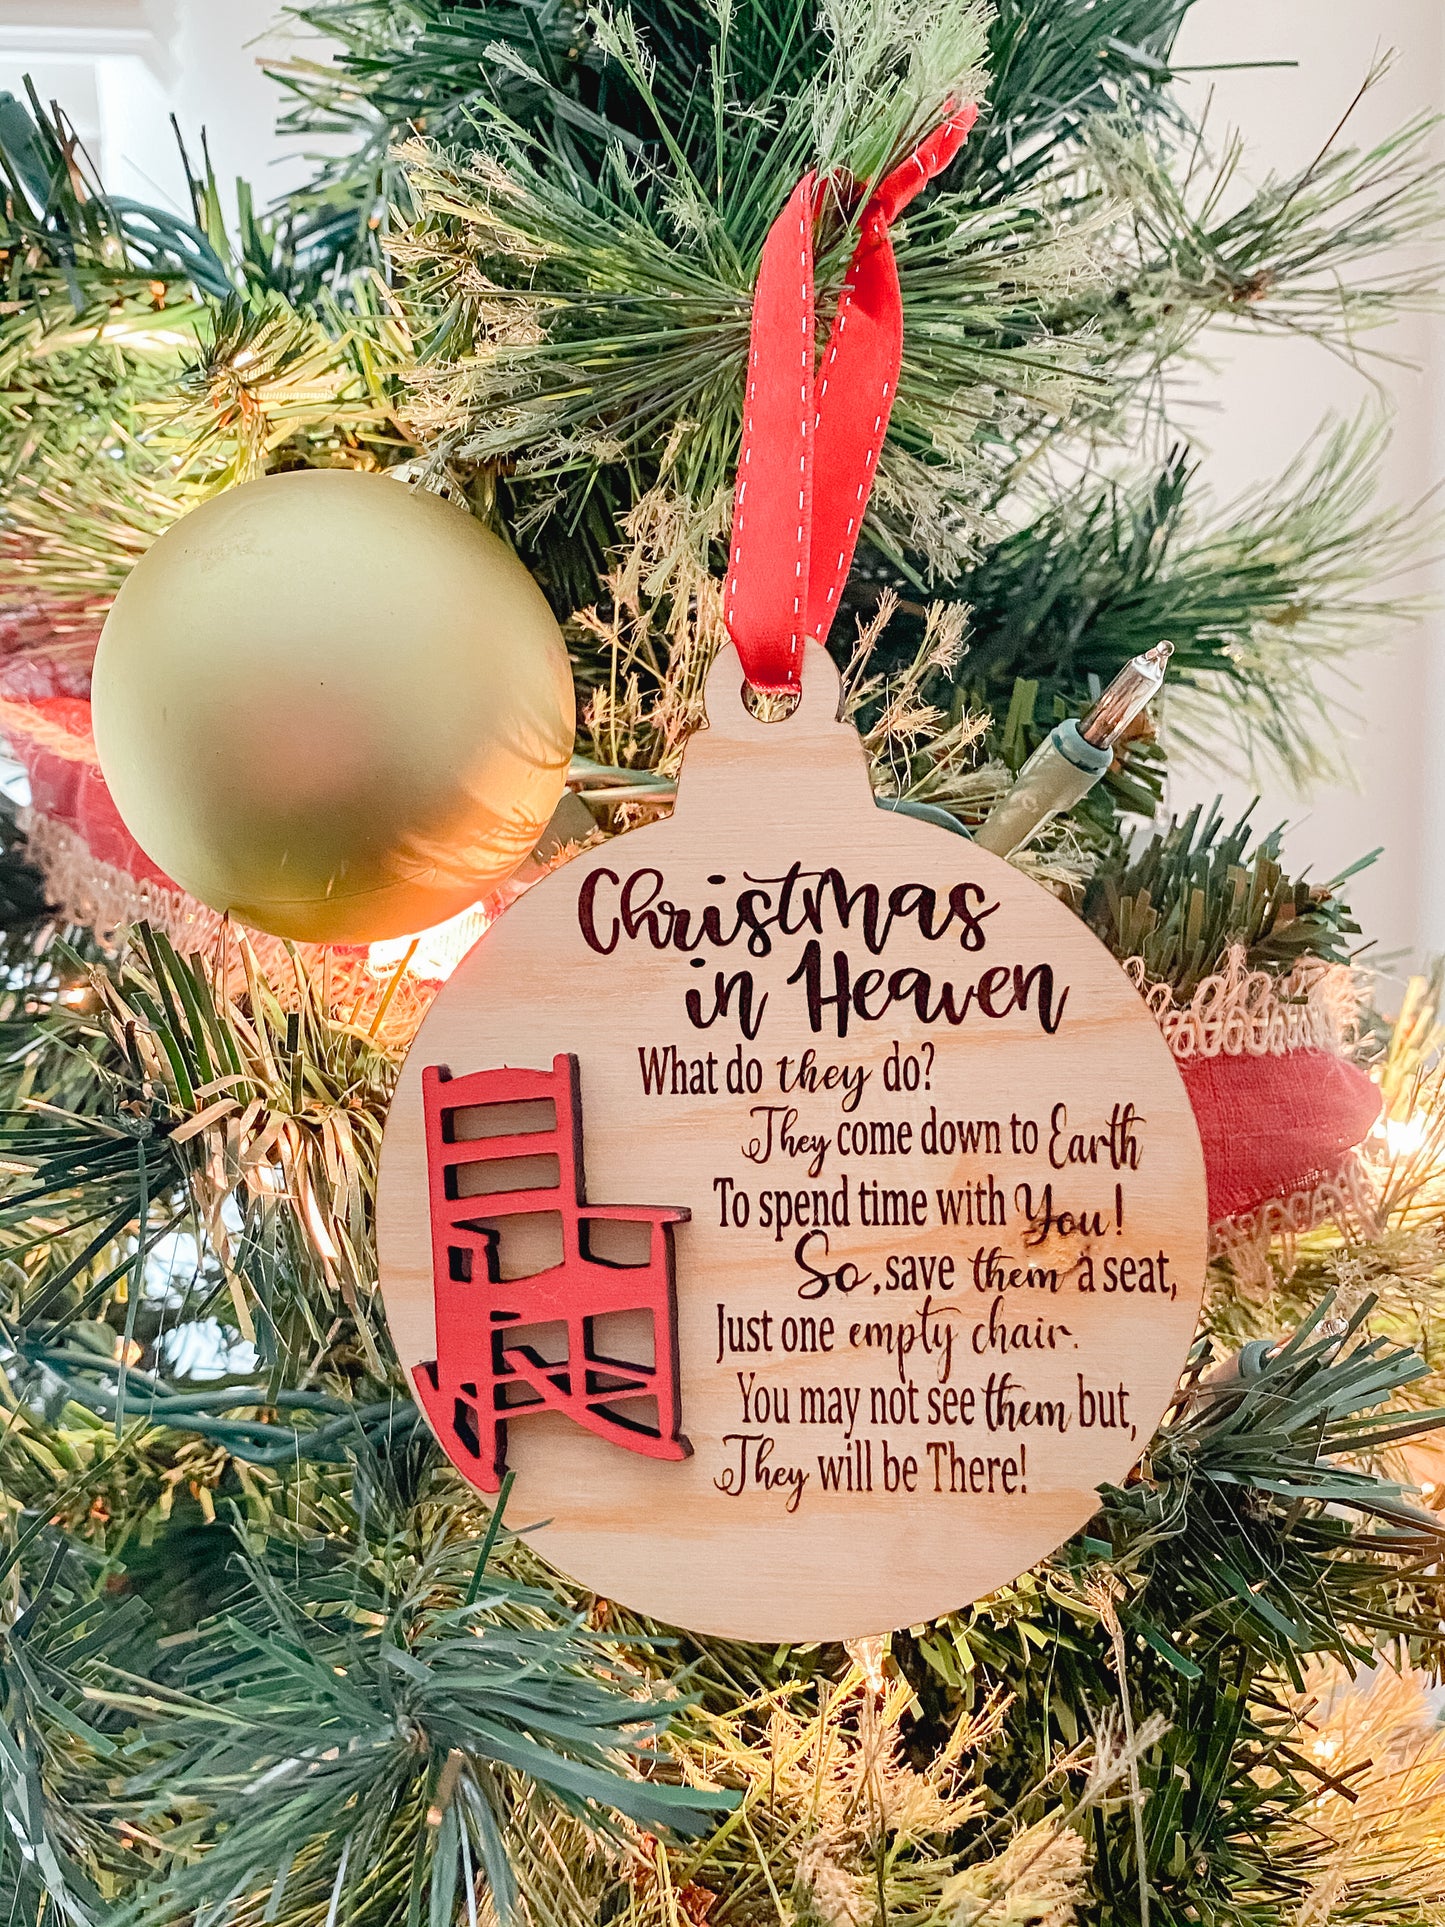 Christmas
in Heaven
What do they do?
They come down to Earth
To spend time with You!
So, save them a seat,
Just one empty chair.
You may not see them but,
They will be There!